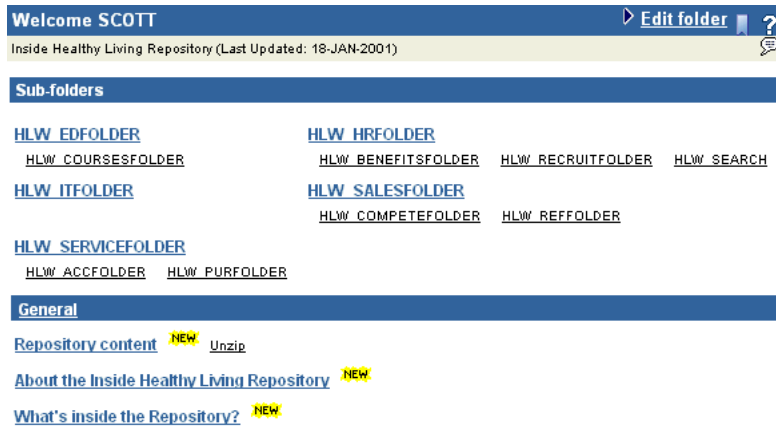 Welcome SCOTT Edit folder ?
Inside Healthy Living Repository (Last Updated: 18-JAN-2001)
Sub-folders
HLW_EDFOLDER HLW_HRFOLDER
HLW_COURSESFOLDER HLW_BENEFITSFOLDER HLW_RECRUITFOLDER HLW_SEARCH
HLW_ITFOLDER HLW_SALESFOLDER
HLW_COMPETEFOLDER HLW_REFFOLDER
HLW_SERVICEFOLDER
HLW_ACCFOLDER HLW_PURFOLDER
General
Repository content NEW Unzip
About the Inside Healthy Living Repository NEW
What's inside the Repository? NEW